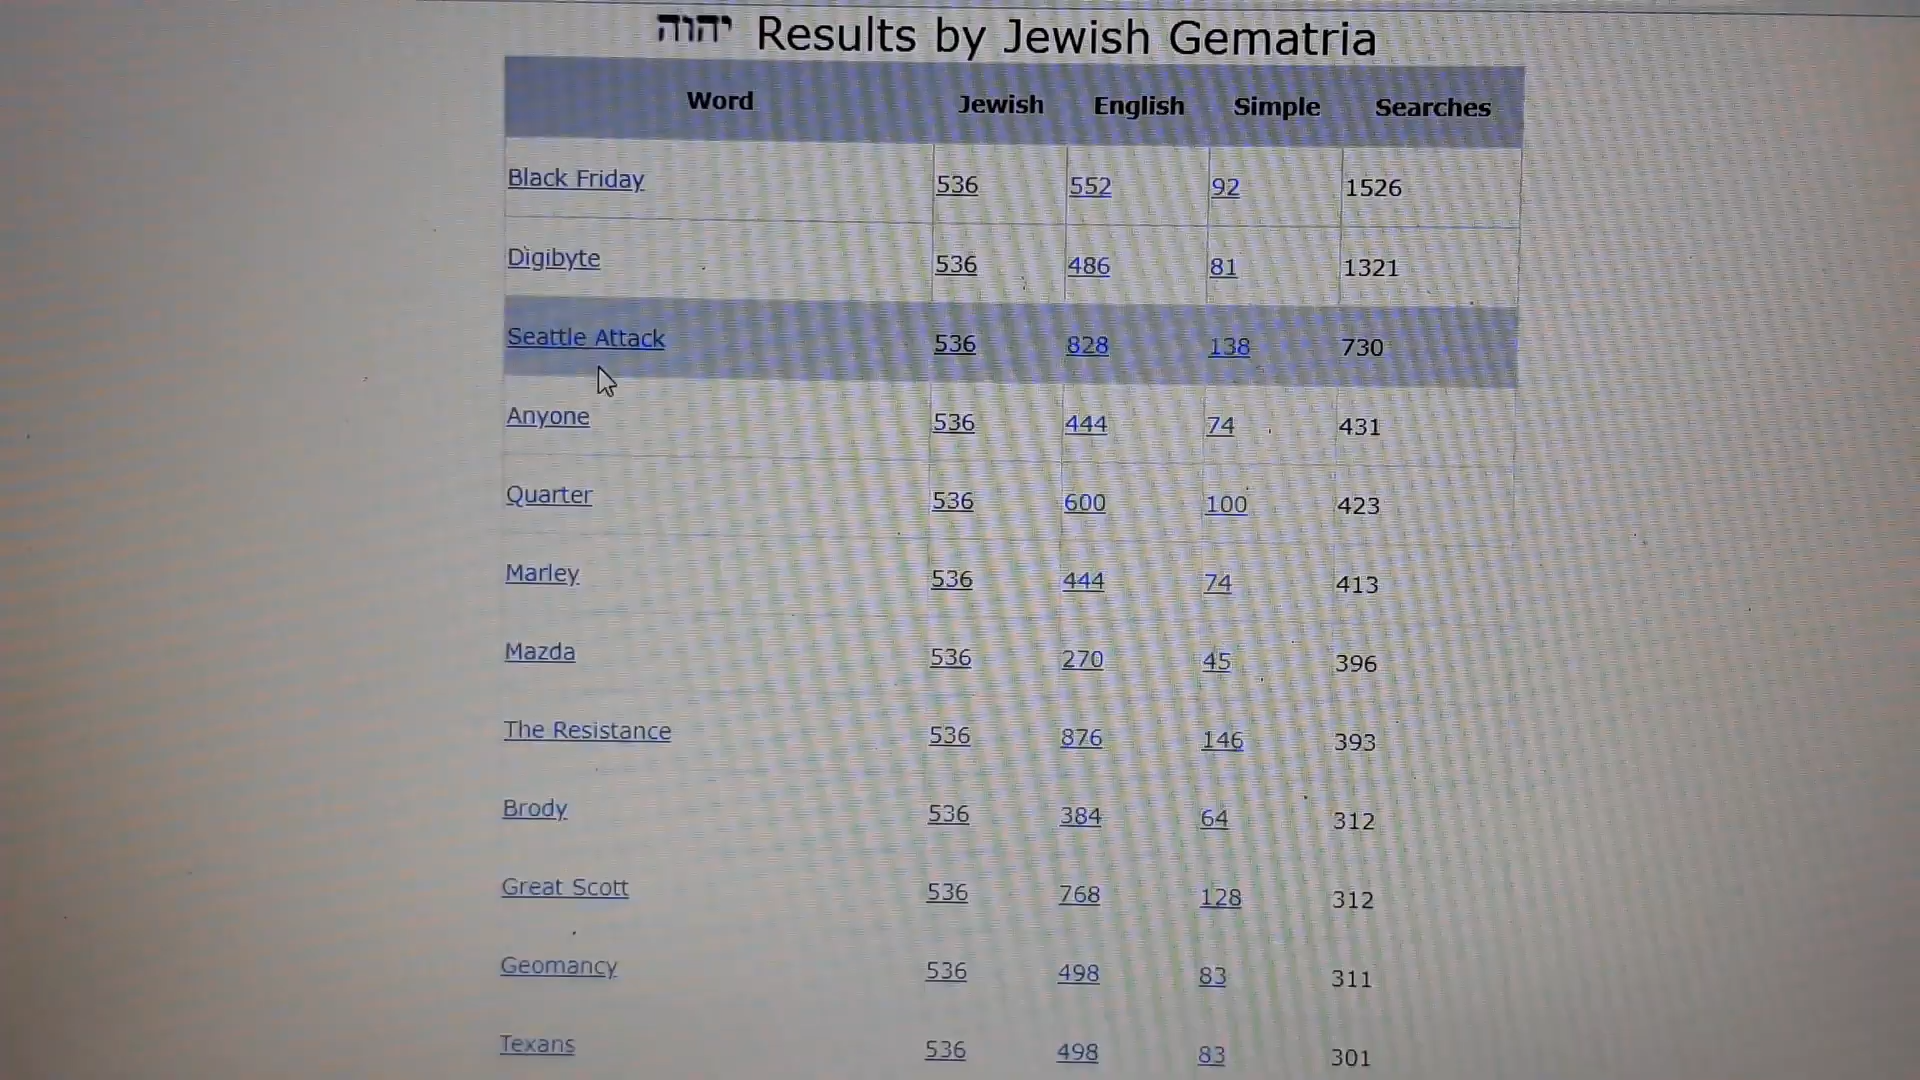 יהוה Results by Jewish Gematria
Word Jewish English Simple Searches
Black Friday 536 552 92 1526
Digibyte 536 486 81 1321
Seattle Attack 536 828 138 730
Anyone 536 444 74 431
Quarter 536 600 100 423
Marley 536 444 74 413
Mazda 536 270 45 396
The Resistance 536 876 146 393
Brody 536 384 64 312
Great Scott 536 768 128 312
Geomancy 536 498 83 311
Texans 536 498 83 301